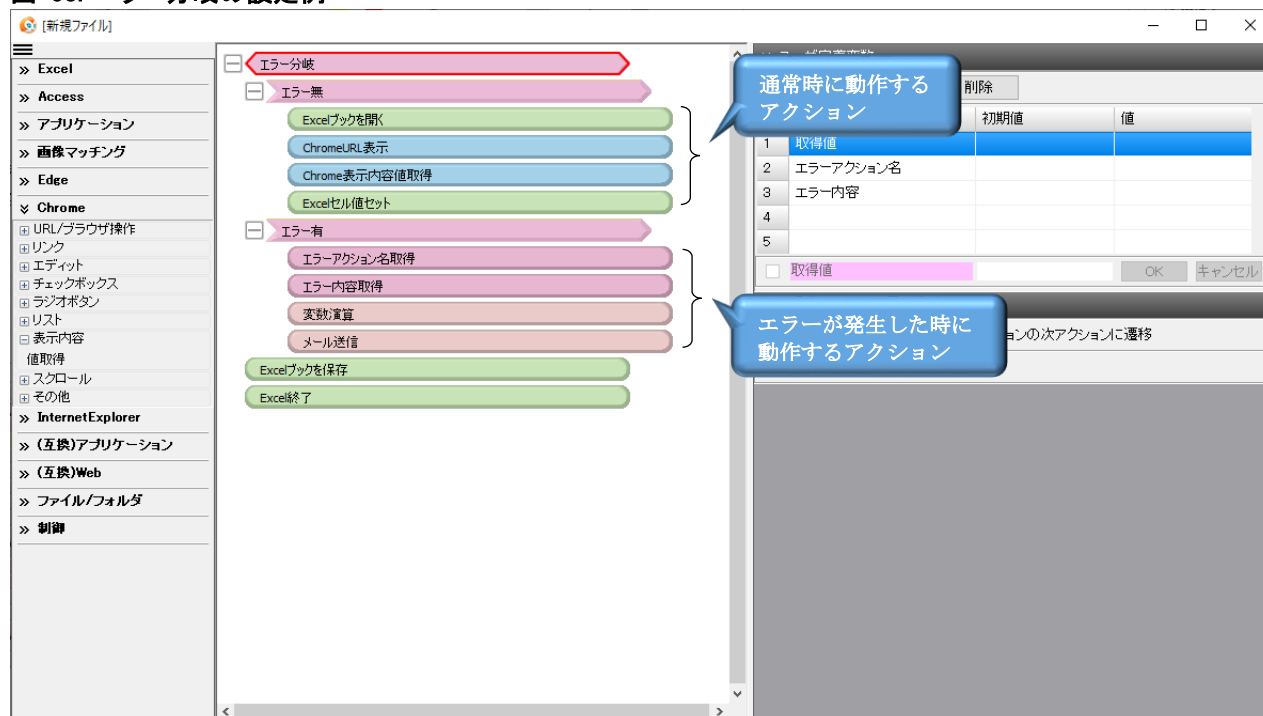 [新規ファイル]
» Excel
» Access
» アプリケーション
» 画像マッチング
» Edge
Chrome
URL/ブラウザ操作
リンク
エディット
チェックボックス
ラジオボタン
リスト
表示内容
値取得
スクロール
その他
» InternetExplorer
» (互換)アプリケーション
» (互換)Web
» ファイル/フォルダ
» 制御
エラー分岐
エラー無
Excelブックを開く
ChromeURL表示
Chrome表示内容値取得
Excelセル値セット
エラー有
エラーアクション名取得
エラー内容取得
変数演算
メール送信
Excelブックを保存
Excel終了
通常時に動作する
アクション
削除
初期値 値
1 取得値
2 エラーアクション名
3 エラー内容
4
5
取得値 OK キャンセル
エラーが発生した時に
動作するアクション
ョンの次アクションに遷移